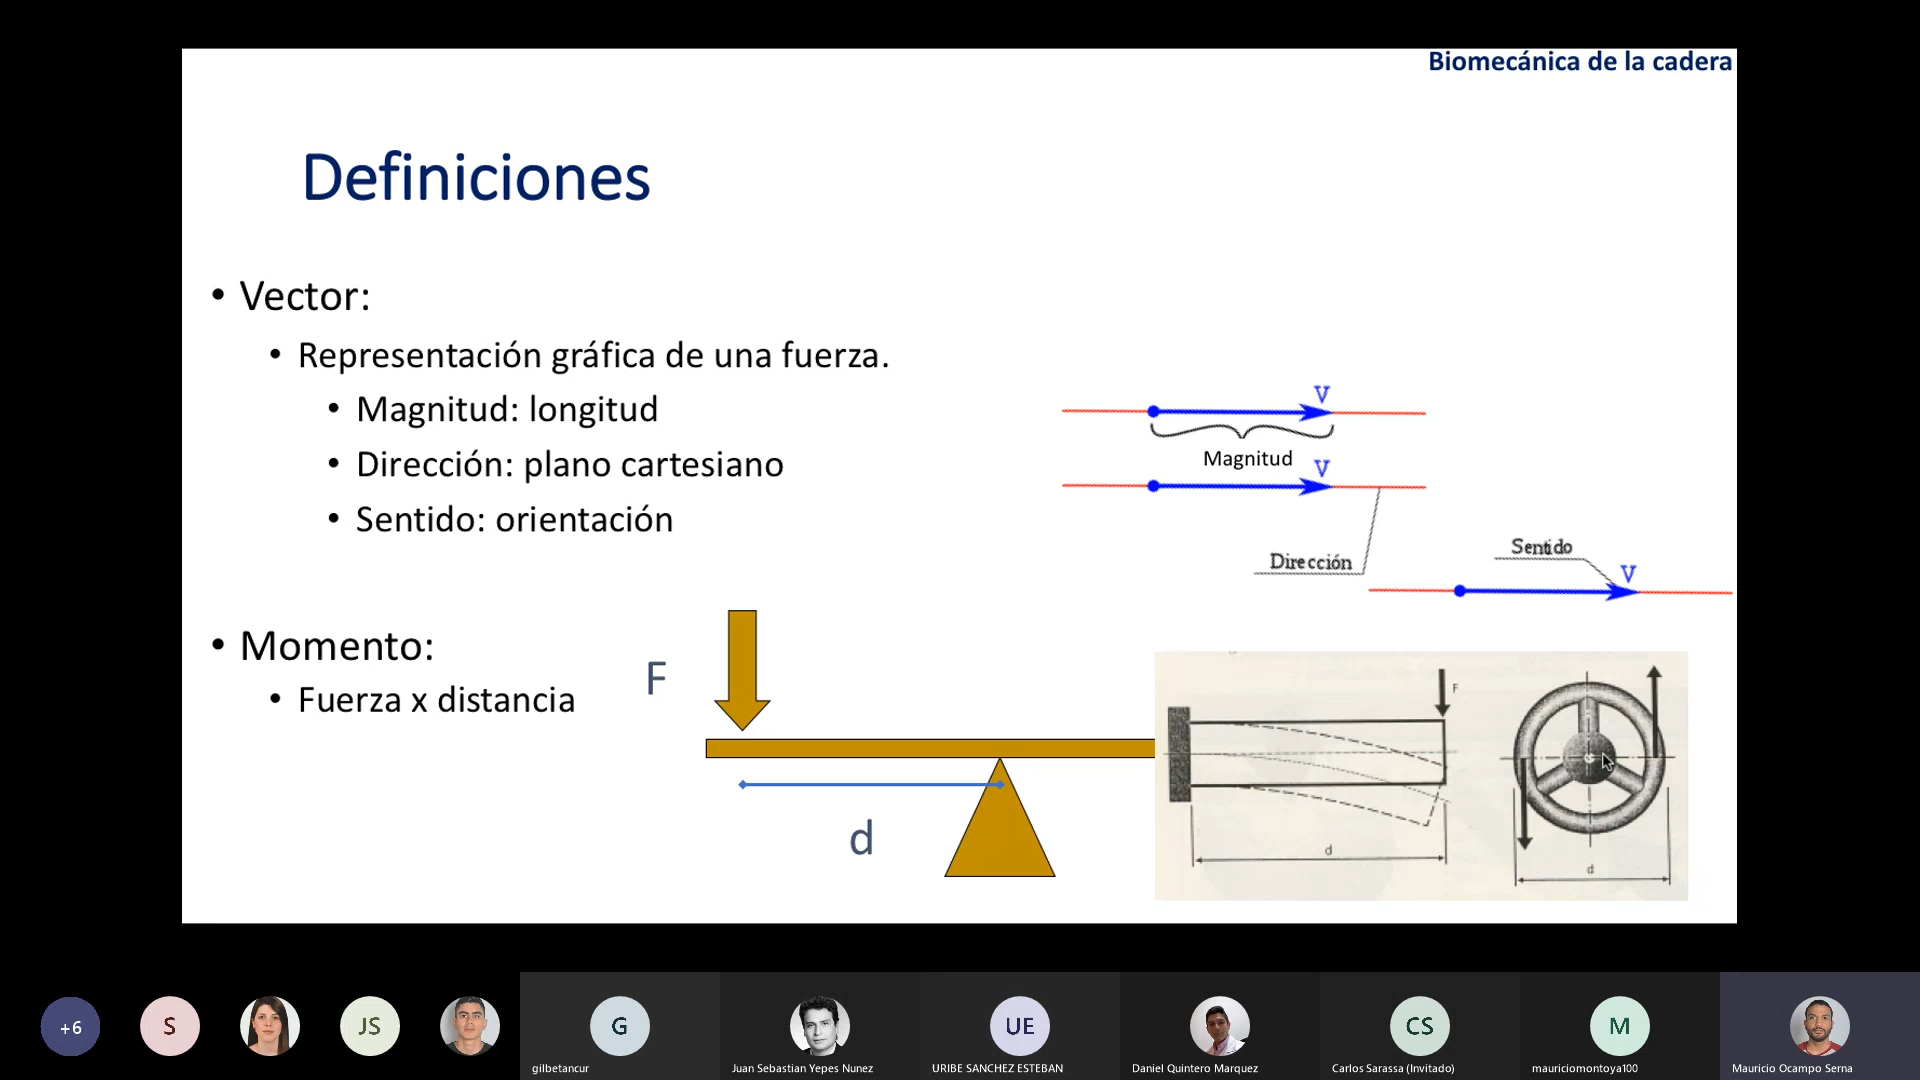 Biomecánica de la cadera
Definiciones
• Vector:
• Representación gráfica de una fuerza.
• Magnitud: longitud
• Dirección: plano cartesiano
• Sentido: orientación
V
Magnitud
V
Dirección
Sentido
V
• Momento:
• Fuerza x distancia
F
d
F
d
d
+6
S
JS
G
UE
CS
M
gilbetancur
Juan Sebastian Yepes Nunez
URIBE SANCHEZ ESTEBAN
Daniel Quintero Marquez
Carlos Sarassa (Invitado)
mauriciomontoya100
Mauricio Ocampo Serna